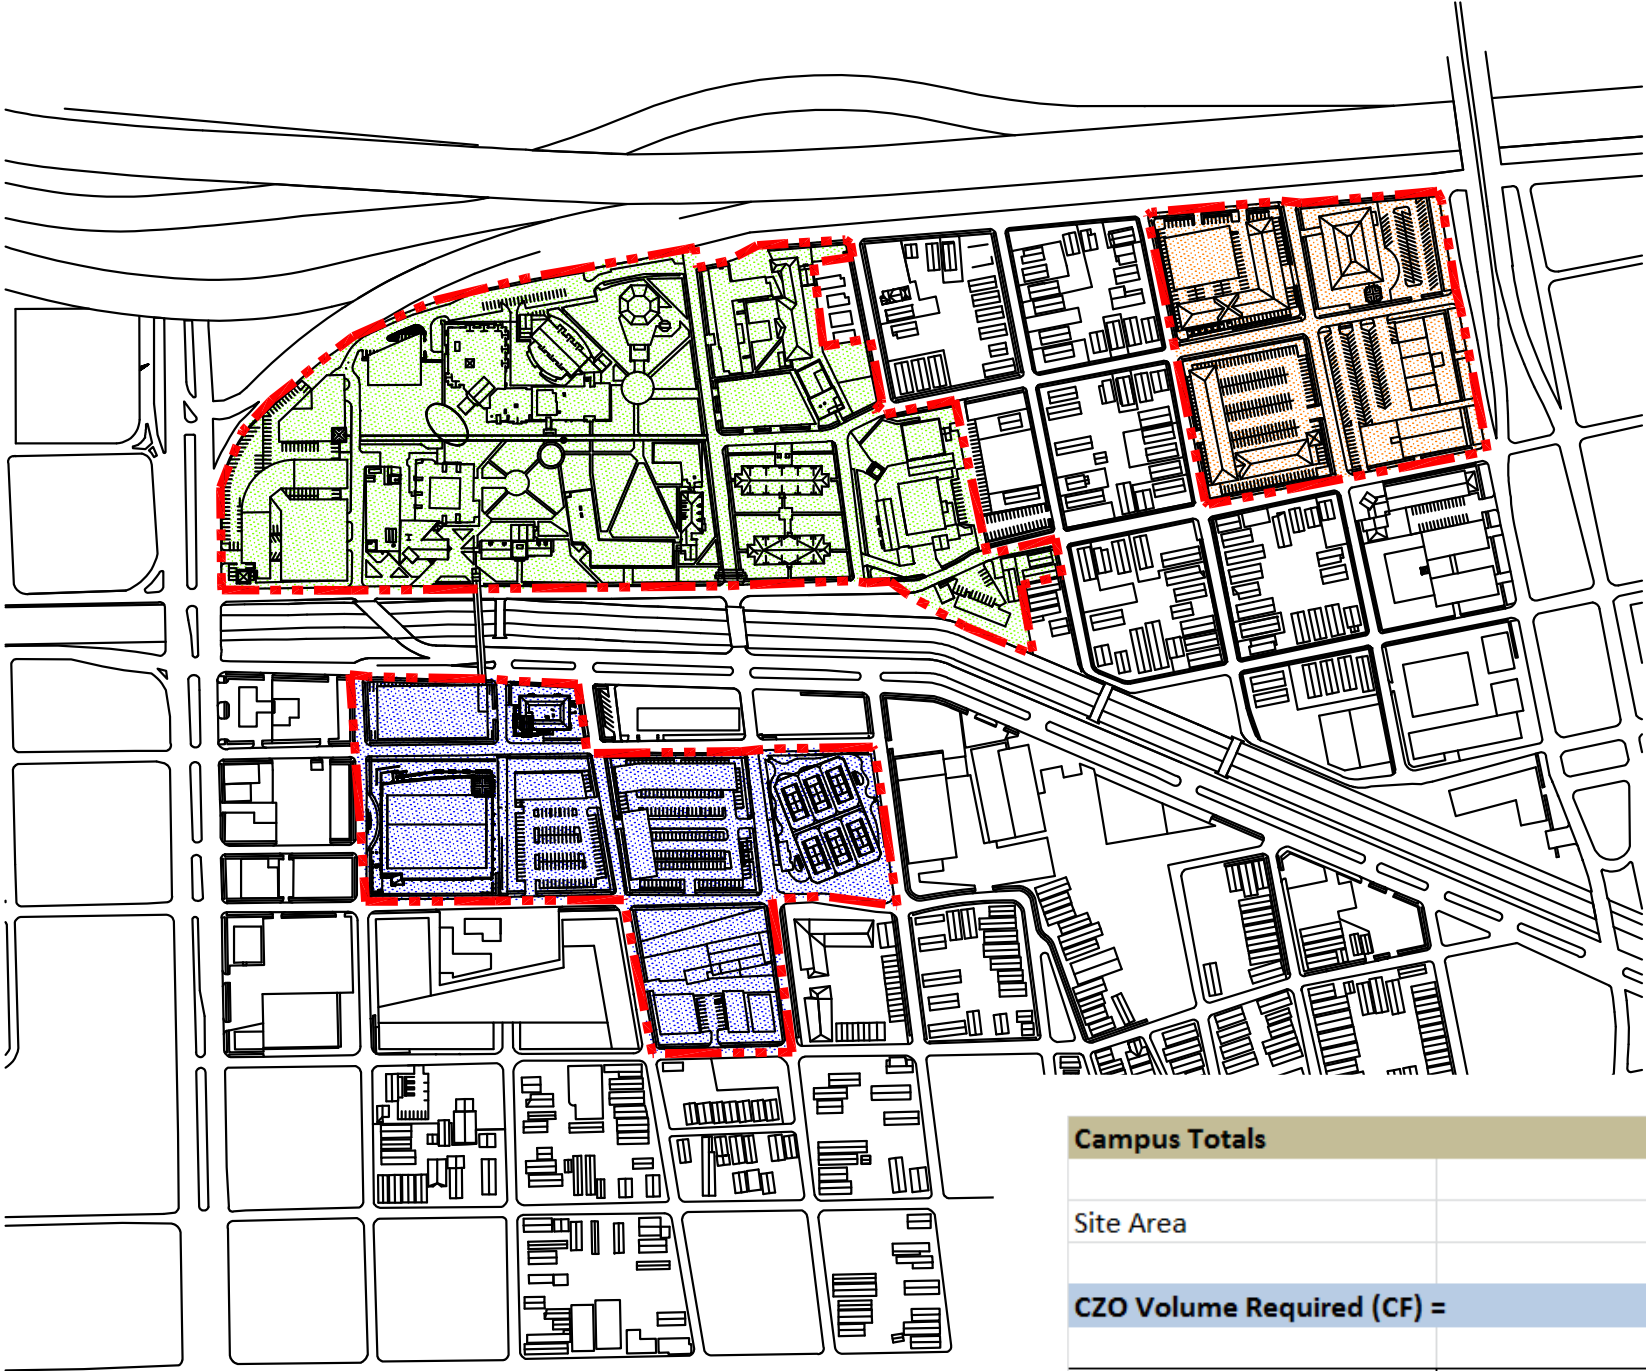 Campus Totals
Site Area
CZO Volume Required (CF) =